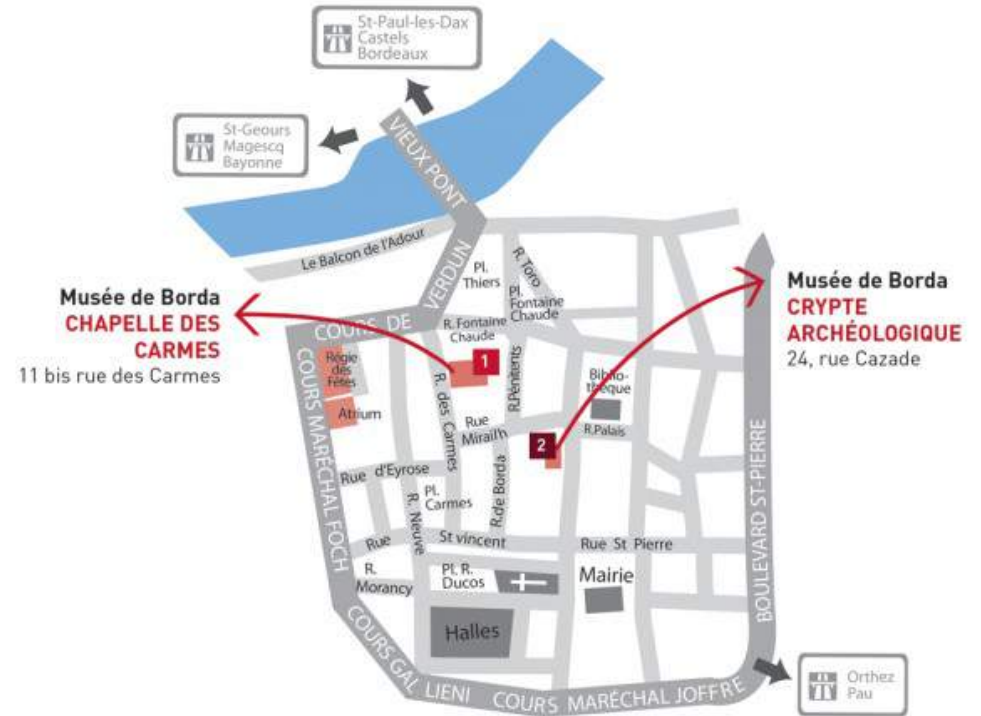 St-Paul-les-Dax
Castels
Bordeaux
St-Geours
Magescq
Bayonne
VIEUX PONT
Le Balcon de l'Adour
VERDUN
COURS DE
Pl.
Thiers
R. Toro
Pl.
Fontaine
Chaude
R. Fontaine
Chaude
Musée de Borda
CHAPELLE DES
CARMES
11 bis rue des Carmes
Musée de Borda
CRYPTE
ARCHÉOLOGIQUE
24, rue Cazade
Régie
des
Fêtes
Atrium
COURS MARÉCHAL FOCH
1
R. des Carmes
R.Pénitents
Biblio-
thèque
R.Palais
Rue
Mirailh
2
Rue d'Eyrose
Pl.
Carmes
R. Neuve
R.de Borda
BOULEVARD ST-PIERRE
Rue
St vincent
Rue St Pierre
R.
Morancy
Pl. R.
Ducos
Mairie
Halles
COURS GAL LIENI
COURS MARÉCHAL JOFFRE
Orthez
Pau